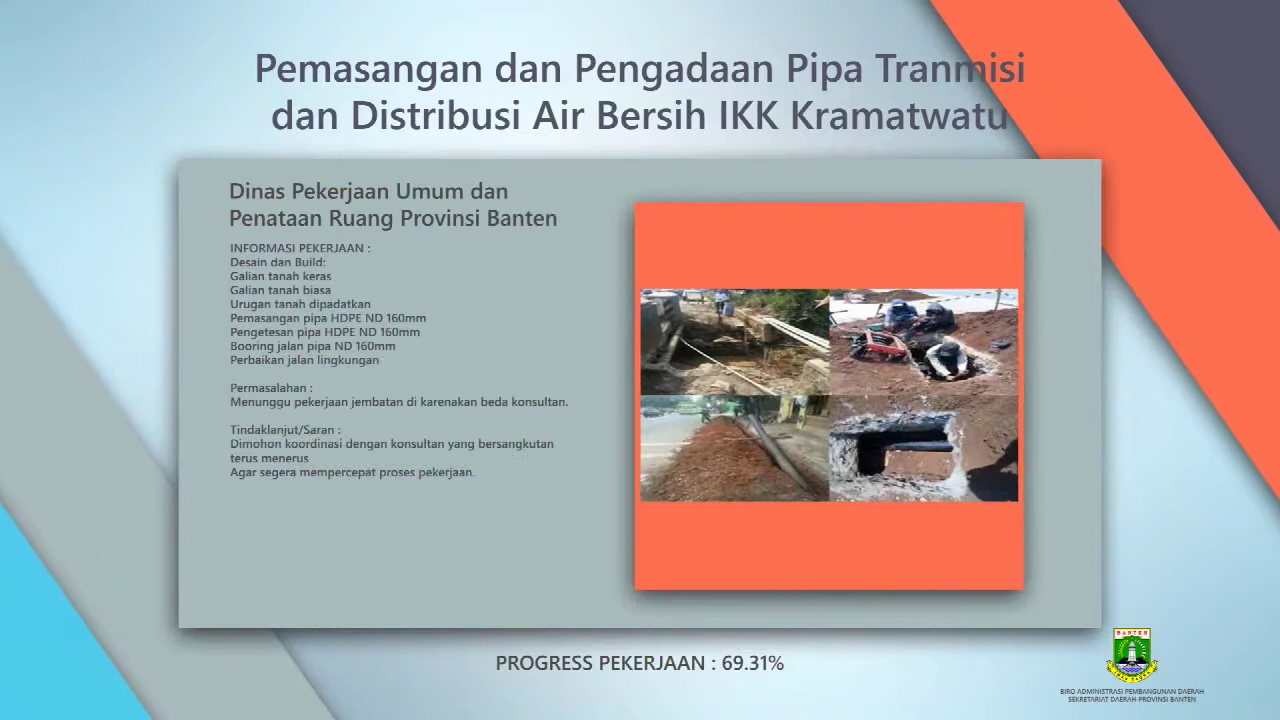 Pemasangan dan Pengadaan Pipa Tranmisi
dan Distribusi Air Bersih IKK Kramatwatu
Dinas Pekerjaan Umum dan
Penataan Ruang Provinsi Banten
INFORMASI PEKERJAAN :
Desain dan Build:
Galian tanah keras
Galian tanah biasa
Urugan tanah dipadatkan
Pemasangan pipa HDPE ND 160mm
Pengetesan pipa HDPE ND 160mm
Booring jalan pipa ND 160mm
Perbaikan jalan lingkungan
Permasalahan :
Menunggu pekerjaan jembatan di karenakan beda konsultan.
Tindaklanjut/Saran :
Dimohon koordinasi dengan konsultan yang bersangkutan
terus menerus
Agar segera mempercepat proses pekerjaan.
PROGRESS PEKERJAAN : 69.31%
BANTEN
BIRO ADMINISTRASI PEMBANGUNAN DAERAH
SEKRETARIAT DAERAH PROVINSI BANTEN